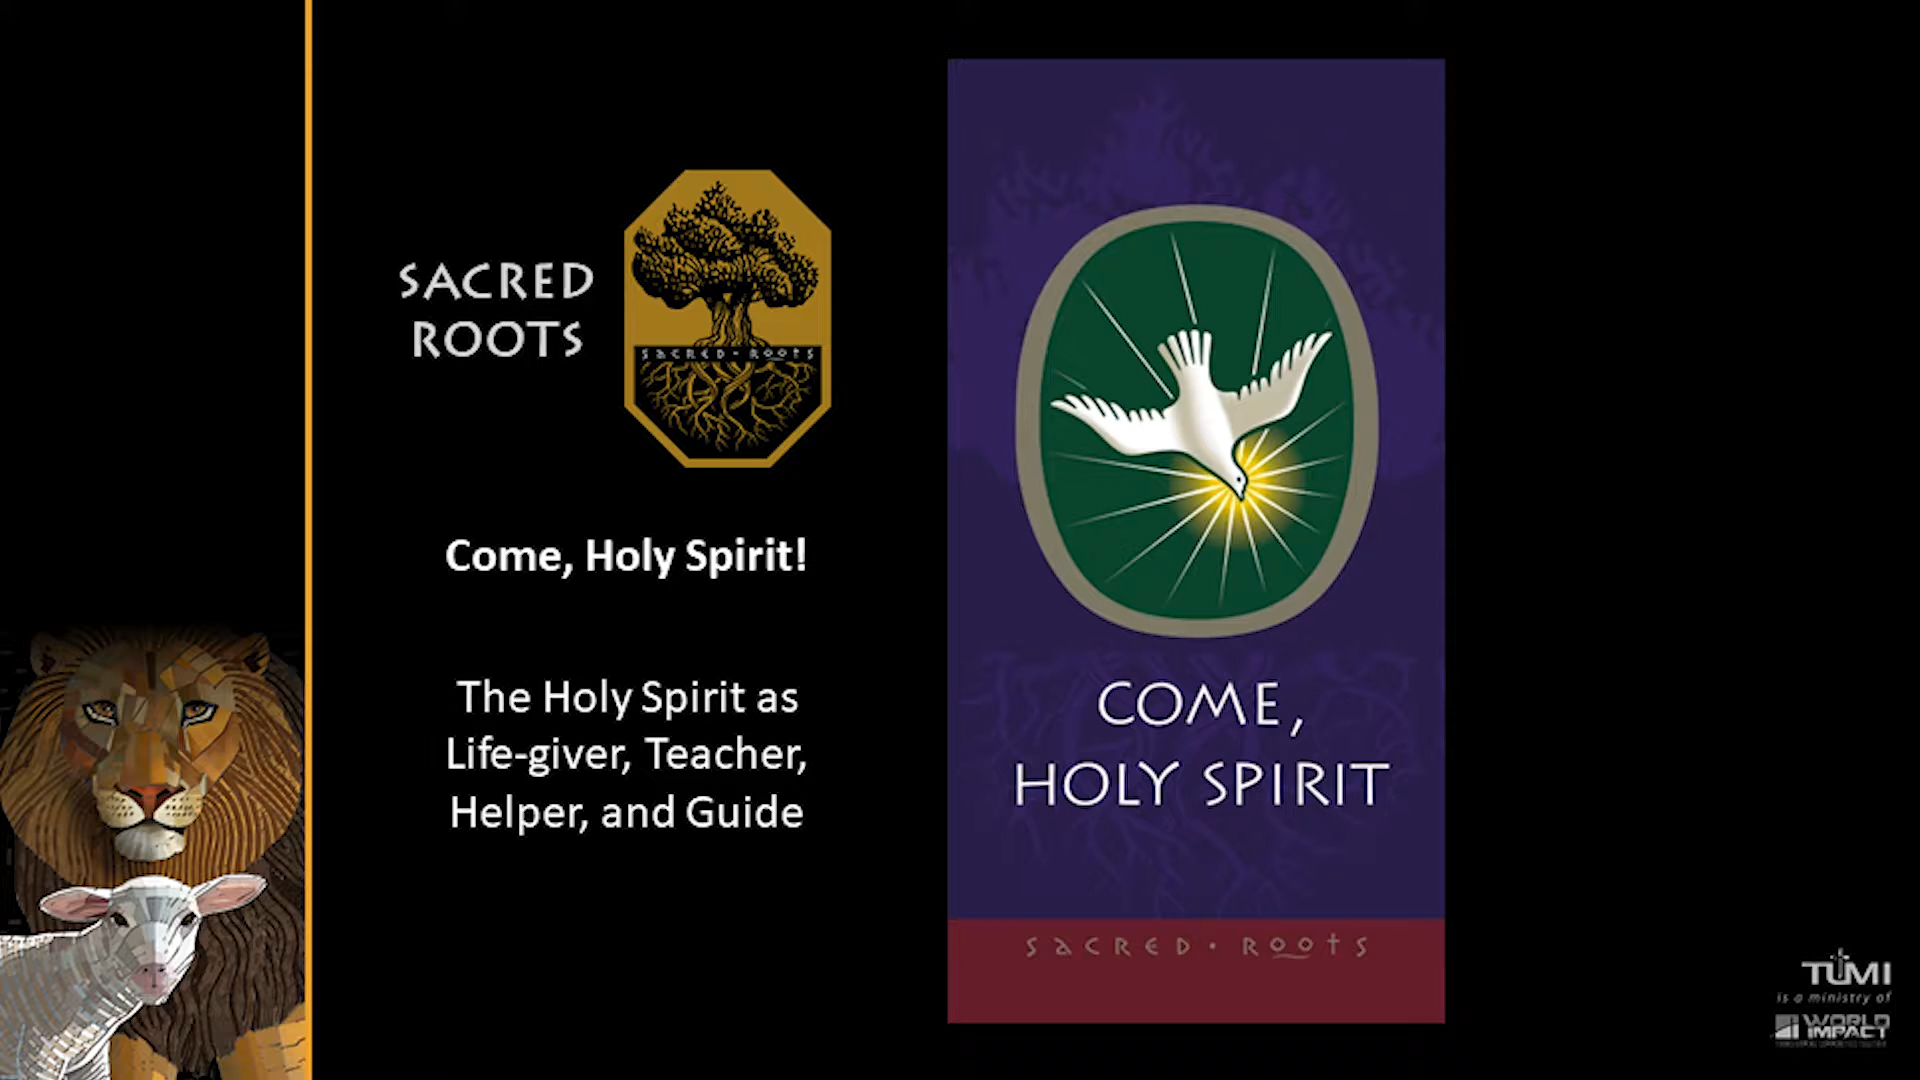 SACRED
ROOTS
SACRED · ROOTS
Come, Holy Spirit!
The Holy Spirit as
Life-giver, Teacher,
Helper, and Guide
COME,
HOLY SPIRIT
SACRED · ROOTS
TUMI
is a ministry of
WORLD
IMPACT